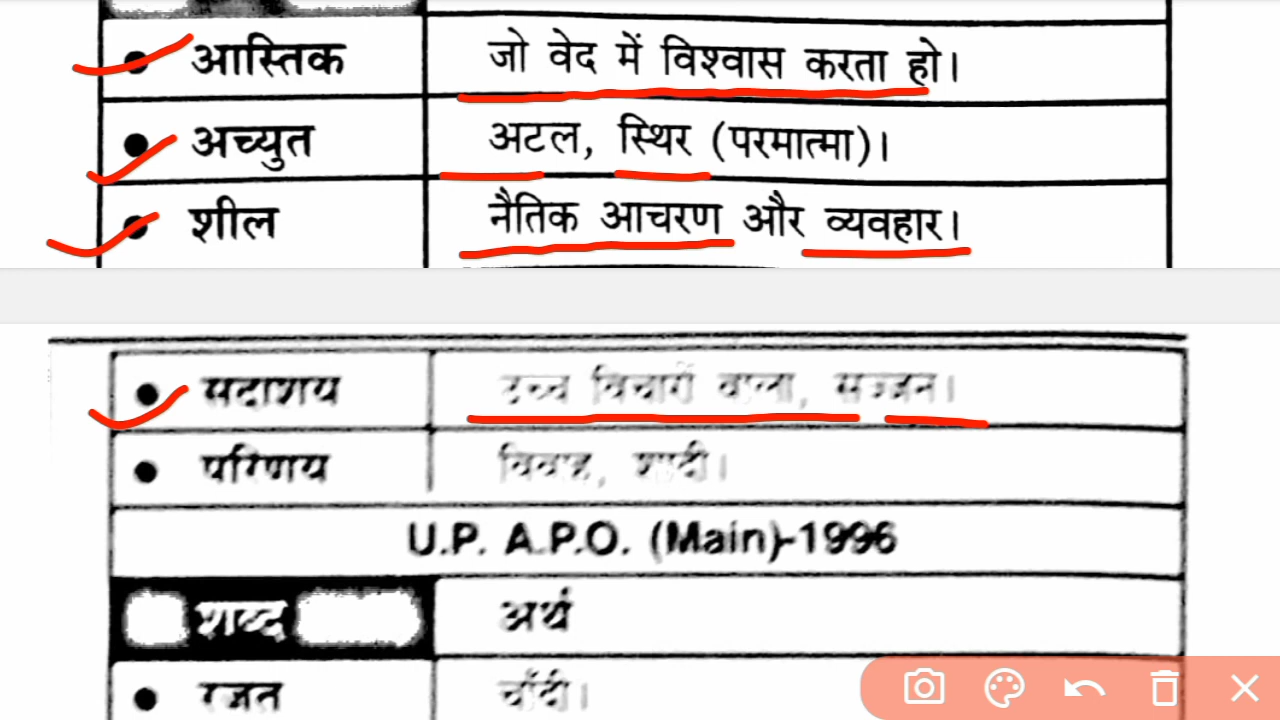 आस्तिक जो वेद में विश्वास करता हो।
अच्युत अटल, स्थिर (परमात्मा)।
शील नैतिक आचरण और व्यवहार।
सदाशय उच्च विचारों वाला, सज्जन।
परिणय विवाह, शादी।
U.P. A.P.O. (Main)-1996
शब्द अर्थ
रजत चाँदी।